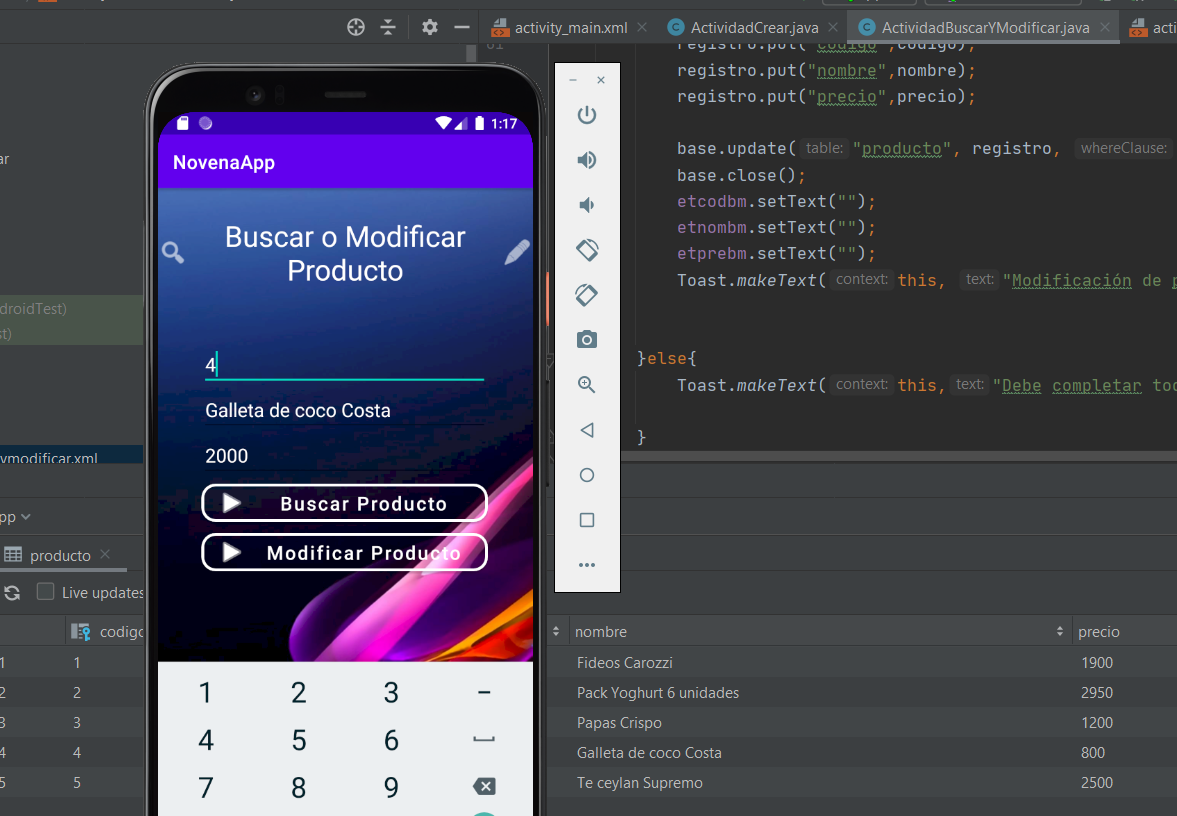 activity_main.xml
ActividadCrear.java
ActividadBuscarYModificar.java
acti
registro.put("codigo",codigo);
registro.put("nombre",nombre);
registro.put("precio",precio);
base.update( table: "producto", registro, whereClause:
base.close();
etcodbm.setText("");
etnombm.setText("");
etprebm.setText("");
Toast.makeText( context: this, text: "Modificación de p
}else{
Toast.makeText( context: this, text: "Debe completar tod
}
ar
droidTest)
st)
ymodificar.xml
pp
producto
Live updates
1:17
NovenaApp
Buscar o Modificar
Producto
4
Galleta de coco Costa
2000
Buscar Producto
Modificar Producto
1 2 3 -
4 5 6
7 8 9
codigo nombre precio
1 1 Fideos Carozzi 1900
2 2 Pack Yoghurt 6 unidades 2950
3 3 Papas Crispo 1200
4 4 Galleta de coco Costa 800
5 5 Te ceylan Supremo 2500